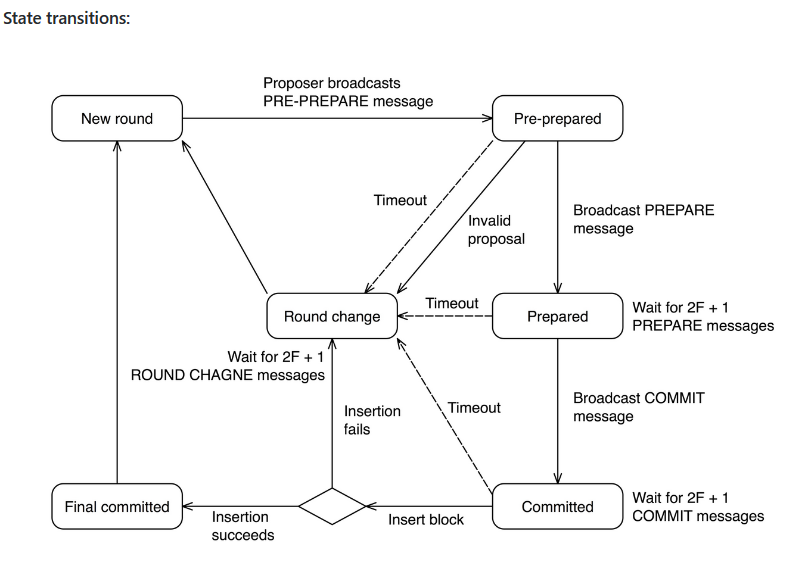 State transitions:
Proposer broadcasts
PRE-PREPARE message
New round
Pre-prepared
Timeout
Invalid
proposal
Broadcast PREPARE
message
Round change
Timeout
Prepared
Wait for 2F + 1
PREPARE messages
Wait for 2F + 1
ROUND CHAGNE messages
Insertion
fails
Timeout
Broadcast COMMIT
message
Final committed
Insertion
succeeds
Insert block
Committed
Wait for 2F + 1
COMMIT messages